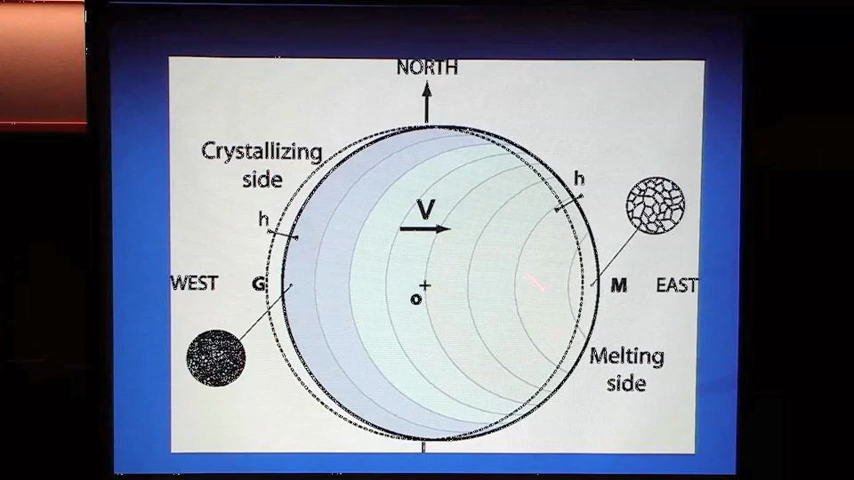 NORTH
Crystallizing
side
h
V
h
WEST
G
o
M
EAST
Melting
side